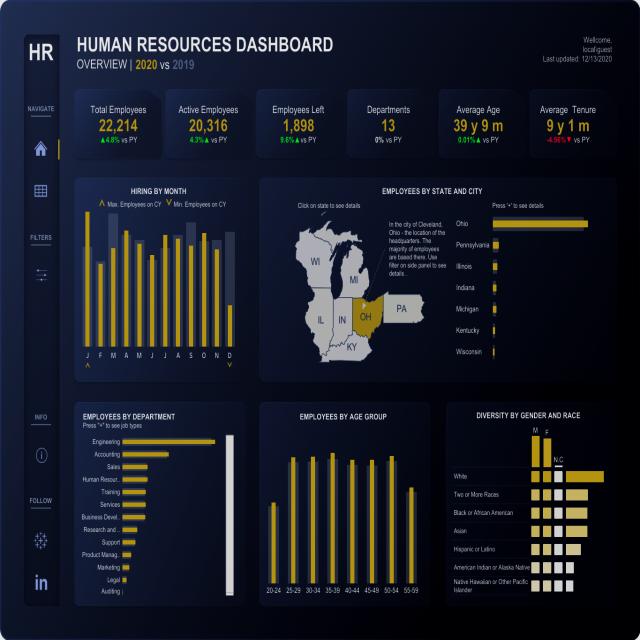 HR
HUMAN RESOURCES DASHBOARD
OVERVIEW | 2020 vs 2019
Wellcome,
local\guest
Last updated: 12/13/2020
NAVIGATE
FILTERS
INFO
FOLLOW
in
Total Employees
22,214
▲4.8% vs PY
Active Employees
20,316
4.3%▲ vs PY
Employees Left
1,898
9.6%▲vs PY
Departments
13
0% vs PY
Average Age
39 y 9 m
0.01%▲ vs PY
Average Tenure
9 y 1 m
-4.96%▼ vs PY
HIRING BY MONTH
Max. Employees on CY Min. Employees on CY
J F M A M J J A S O N D
EMPLOYEES BY STATE AND CITY
Click on state to see details
Press '+' to see details
In the city of Cleveland,
Ohio - the location of the
headquarters. The
majority of employees
are based there. Use
filter on side panel to see
details.
WI
MI
IL
IN
OH
PA
KY
Ohio
Pennsylvania
Illinois
Indiana
Michigan
Kentucky
Wisconsin
EMPLOYEES BY DEPARTMENT
Press "+" to see job types
Engineering
Accounting
Sales
Human Resour..
Training
Services
Business Devel..
Research and ..
Support
Product Manag..
Marketing
Legal
Auditing
EMPLOYEES BY AGE GROUP
20-24 25-29 30-34 35-39 40-44 45-49 50-54 55-59
DIVERSITY BY GENDER AND RACE
M F N.C
White
Two or More Races
Black or African American
Asian
Hispanic or Latino
American Indian or Alaska Native
Native Hawaiian or Other Pacific
Islander